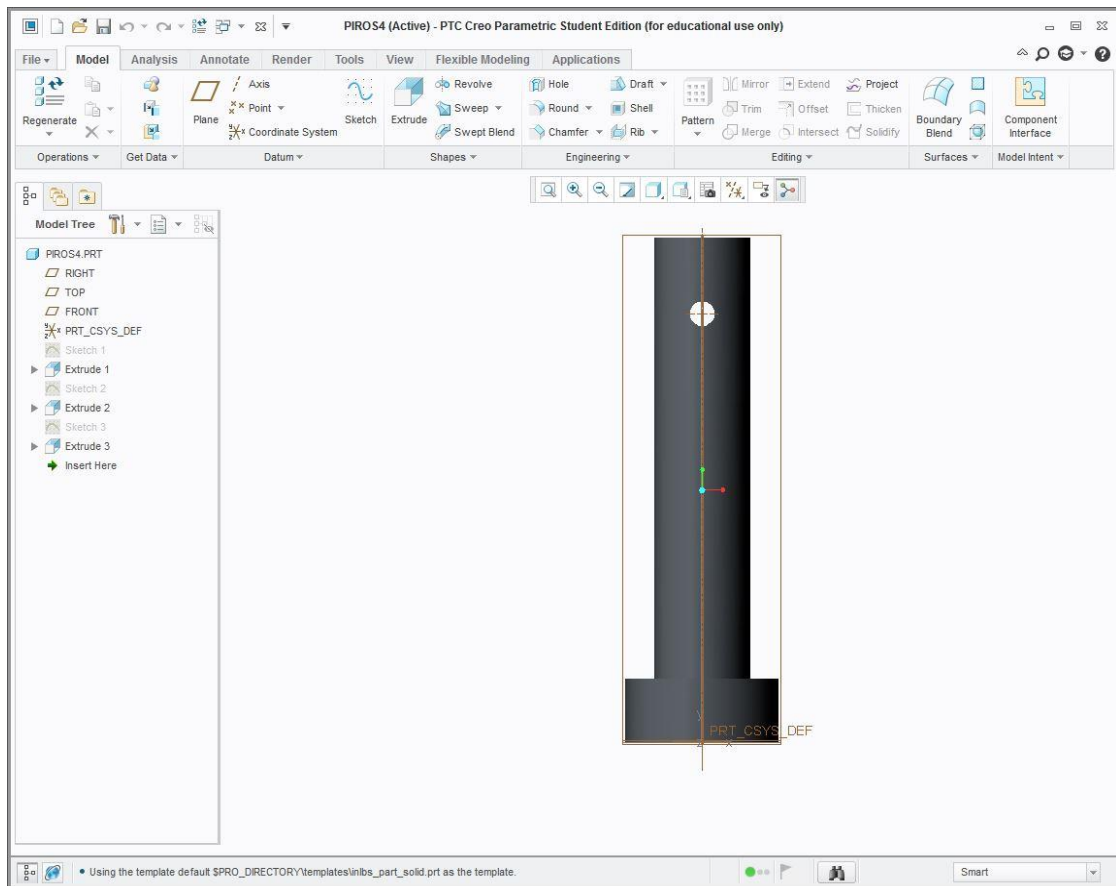 PIROS4 (Active) - PTC Creo Parametric Student Edition (for educational use only)
File Model Analysis Annotate Render Tools View Flexible Modeling Applications
Regenerate
Operations
Get Data
Plane
Axis
Point
Coordinate System
Sketch
Datum
Extrude
Revolve
Sweep
Swept Blend
Shapes
Hole
Round
Chamfer
Draft
Shell
Rib
Engineering
Pattern
Mirror
Extend
Project
Trim
Offset
Thicken
Merge
Intersect
Solidify
Editing
Boundary
Blend
Surfaces
Component
Interface
Model Intent
Model Tree
PIROS4.PRT
RIGHT
TOP
FRONT
PRT_CSYS_DEF
Sketch 1
Extrude 1
Sketch 2
Extrude 2
Sketch 3
Extrude 3
Insert Here
y
PRT_CSYS_DEF
z x
• Using the template default $PRO_DIRECTORY\templates\inlbs_part_solid.prt as the template.
Smart